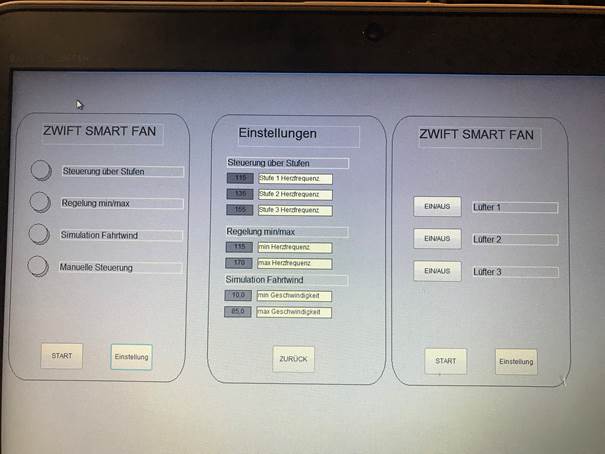 ZWIFT SMART FAN
Steuerung über Stufen
Regelung min/max
Simulation Fahrtwind
Manuelle Steuerung
START
Einstellung
Einstellungen
Steuerung über Stufen
115 Stufe 1 Herzfrequenz
135 Stufe 2 Herzfrequenz
155 Stufe 3 Herzfrequenz
Regelung min/max
115 min Herzfrequenz
170 max Herzfrequenz
Simulation Fahrtwind
10,0 min Geschwindigkeit
85,0 max Geschwindigkeit
ZURÜCK
ZWIFT SMART FAN
EIN/AUS Lüfter 1
EIN/AUS Lüfter 2
EIN/AUS Lüfter 3
START
Einstellung